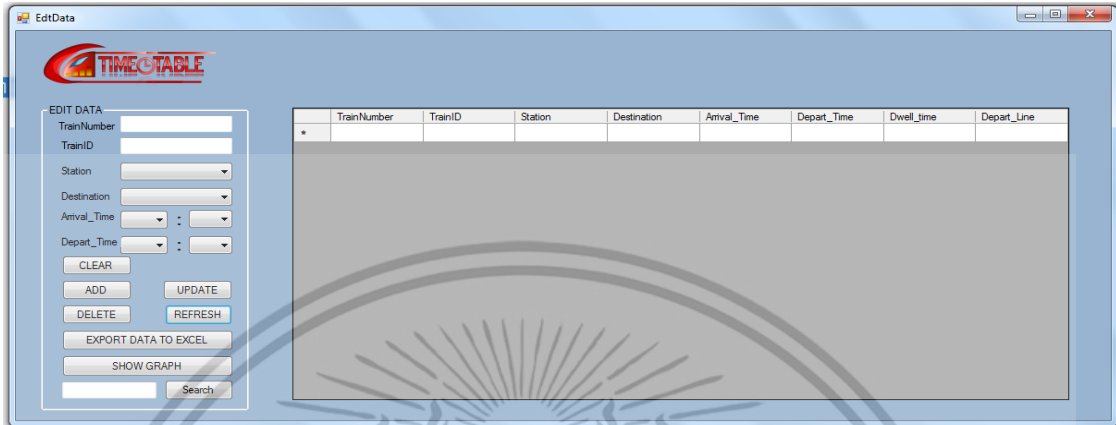 EdtData
TIMETABLE
EDIT DATA
TrainNumber
TrainID
Station
Destination
Arrival_Time :
Depart_Time :
CLEAR
ADD UPDATE
DELETE REFRESH
EXPORT DATA TO EXCEL
SHOW GRAPH
Search
TrainNumber TrainID Station Destination Arrival_Time Depart_Time Dwell_time Depart_Line
*